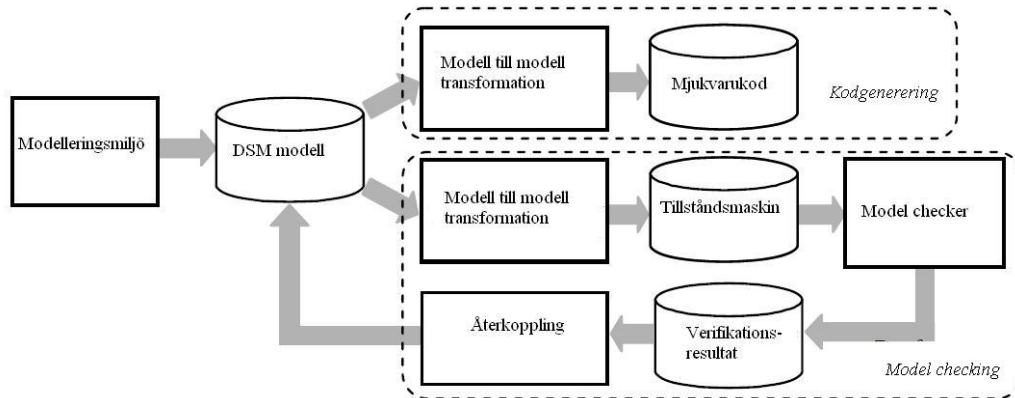 Modelleringsmiljö
DSM modell
Modell till modell
transformation
Mjukvarukod
Kodgenerering
Modell till modell
transformation
Tillståndsmaskin
Model checker
Återkoppling
Verifikations-
resultat
Model checking